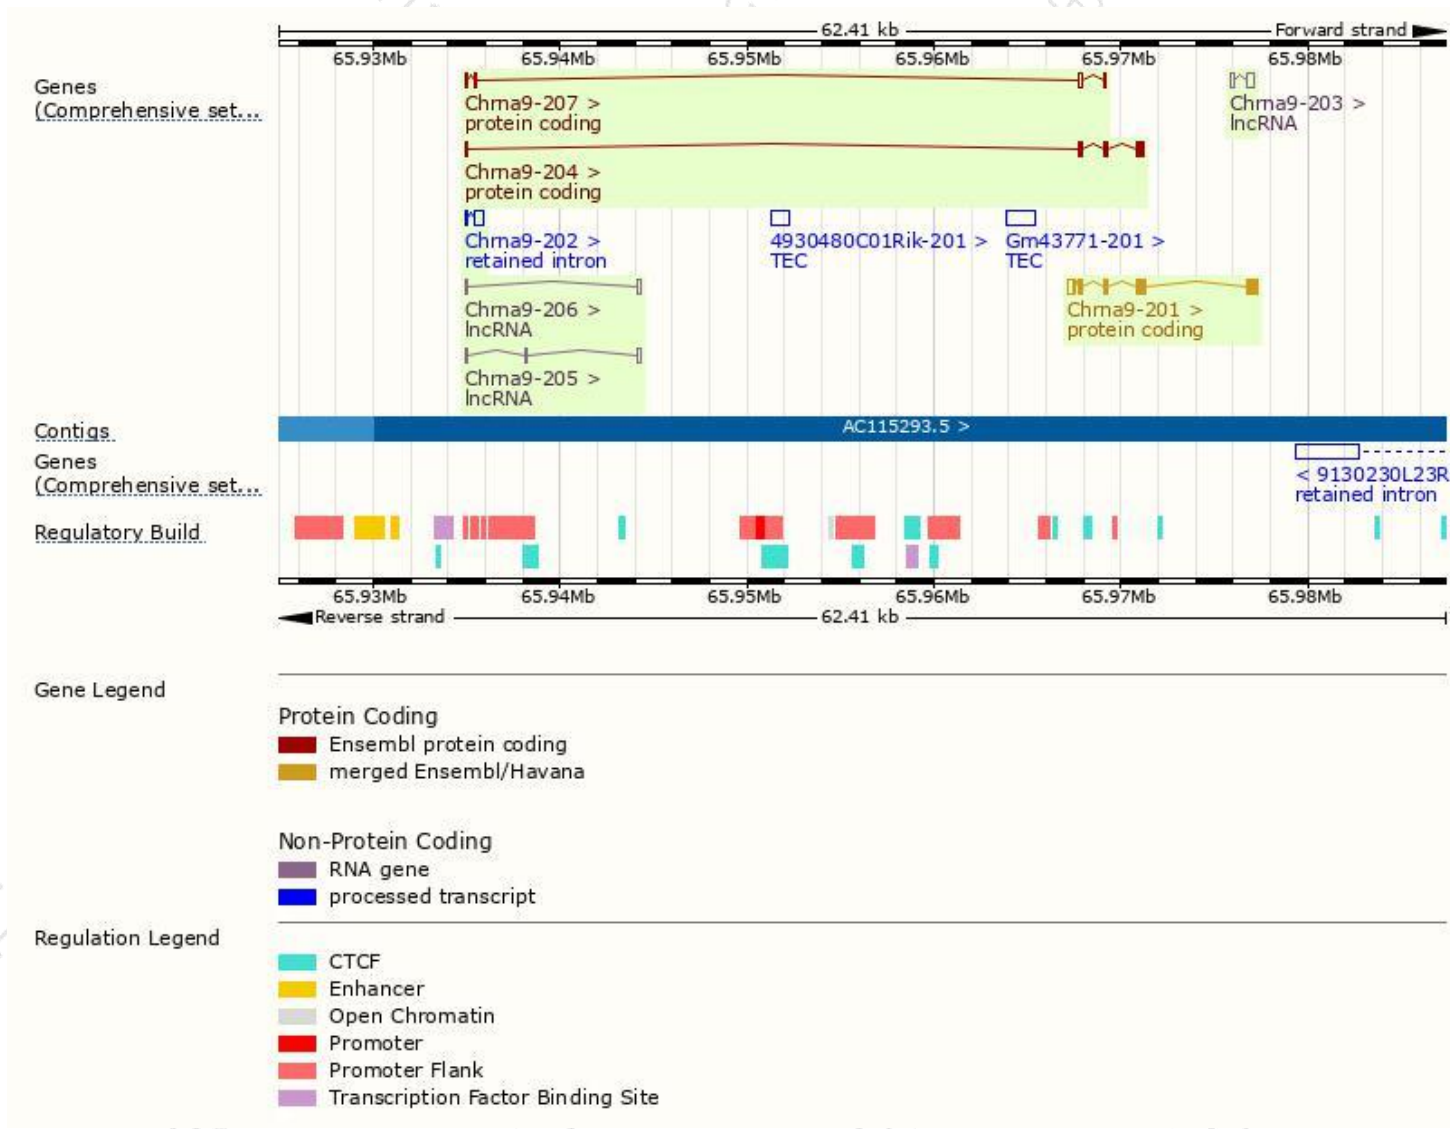 62.41 kb
Forward strand
65.93Mb 65.94Mb 65.95Mb 65.96Mb 65.97Mb 65.98Mb
Genes
(Comprehensive set...
Chrna9-207 >
protein coding
Chrna9-203 >
lncRNA
Chrna9-204 >
protein coding
Chrna9-202 >
retained intron
4930480C01Rik-201 >
TEC
Gm43771-201 >
TEC
Chrna9-206 >
lncRNA
Chrna9-201 >
protein coding
Chrna9-205 >
lncRNA
Contigs
AC115293.5 >
Genes
(Comprehensive set...
< 9130230L23R
retained intron
Regulatory Build
65.93Mb 65.94Mb 65.95Mb 65.96Mb 65.97Mb 65.98Mb
Reverse strand
62.41 kb
Gene Legend
Protein Coding
Ensembl protein coding
merged Ensembl/Havana
Non-Protein Coding
RNA gene
processed transcript
Regulation Legend
CTCF
Enhancer
Open Chromatin
Promoter
Promoter Flank
Transcription Factor Binding Site